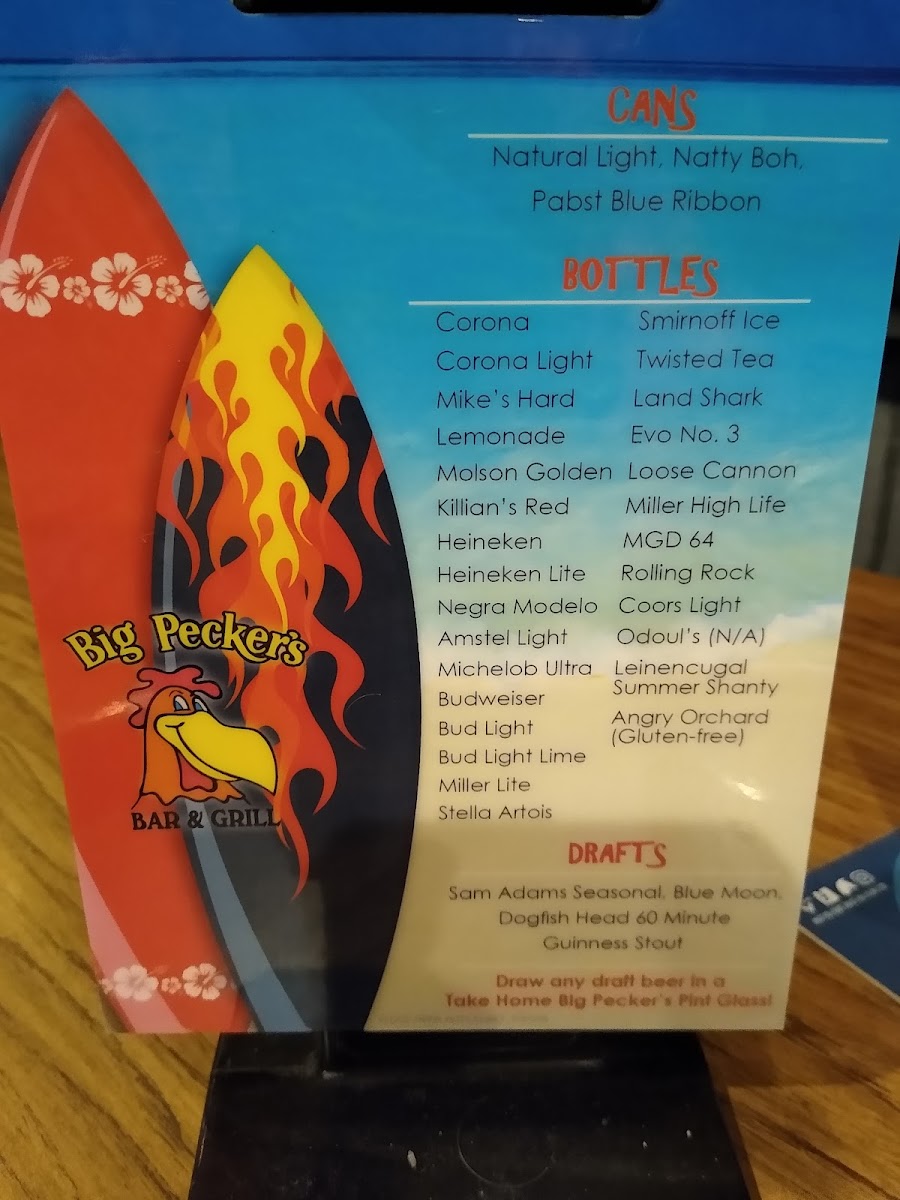 CANS
Natural Light, Natty Boh,
Pabst Blue Ribbon
BOTTLES
Corona
Corona Light
Mike's Hard
Lemonade
Molson Golden
Killian's Red
Heineken
Heineken Lite
Negra Modelo
Amstel Light
Michelob Ultra
Budweiser
Bud Light
Bud Light Lime
Miller Lite
Stella Artois
Smirnoff Ice
Twisted Tea
Land Shark
Evo No. 3
Loose Cannon
Miller High Life
MGD 64
Rolling Rock
Coors Light
Odoul's (N/A)
Leinencugal
Summer Shanty
Angry Orchard
(Gluten-free)
DRAFTS
Sam Adams Seasonal, Blue Moon,
Dogfish Head 60 Minute
Guinness Stout
Draw any draft beer in a
Take Home Big Pecker's Pint Glass!
Big Pecker's
BAR & GRILL